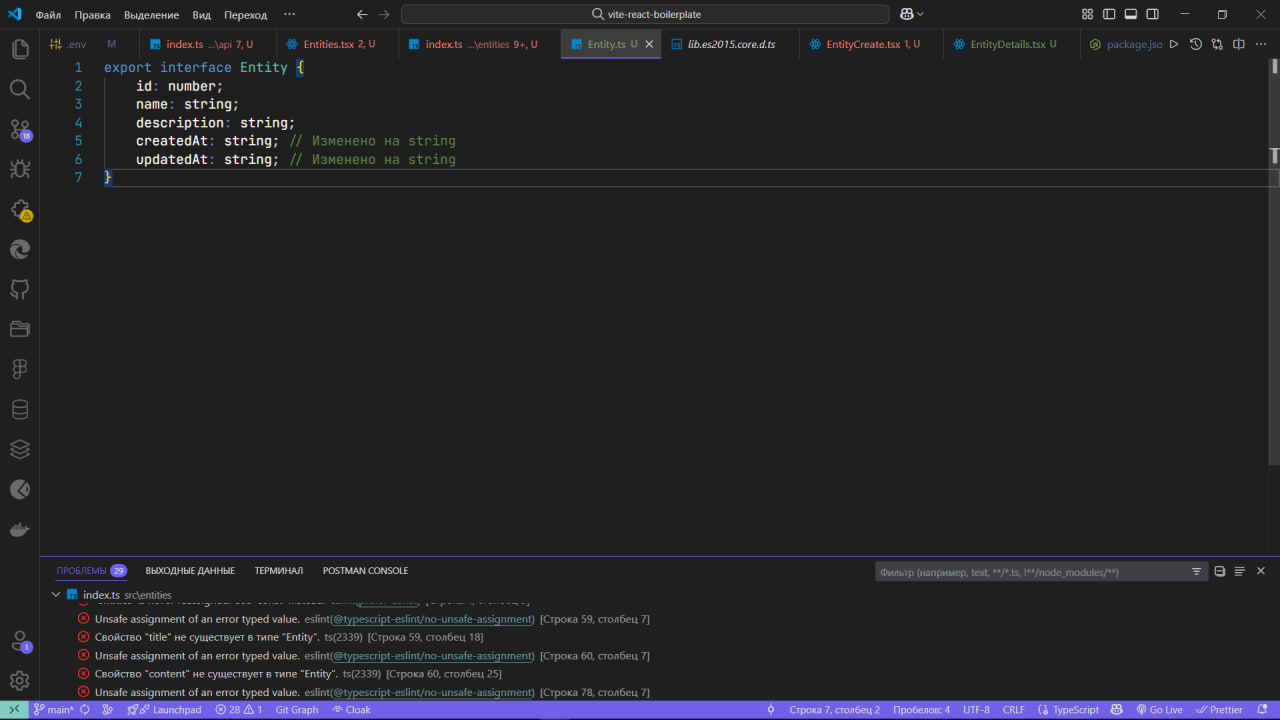 Файл Правка Выделение Вид Переход ··· vite-react-boilerplate
.env M index.ts ...\api 7, U Entities.tsx 2, U index.ts ...\entities 9+, U Entity.ts U lib.es2015.core.d.ts EntityCreate.tsx 1, U EntityDetails.tsx U package.jso
1 export interface Entity {
2 id: number;
3 name: string;
4 description: string;
5 createdAt: string; // Изменено на string
6 updatedAt: string; // Изменено на string
7 }
18
ПРОБЛЕМЫ 29 ВЫХОДНЫЕ ДАННЫЕ ТЕРМИНАЛ POSTMAN CONSOLE Фильтр (например, text, **/*.ts, !**/node_modules/**)
index.ts src\entities
Unsafe assignment of an error typed value. eslint(@typescript-eslint/no-unsafe-assignment) [Строка 59, столбец 7]
Свойство "title" не существует в типе "Entity". ts(2339) [Строка 59, столбец 18]
Unsafe assignment of an error typed value. eslint(@typescript-eslint/no-unsafe-assignment) [Строка 60, столбец 7]
Свойство "content" не существует в типе "Entity". ts(2339) [Строка 60, столбец 25]
Unsafe assignment of an error typed value. eslint(@typescript-eslint/no-unsafe-assignment) [Строка 78, столбец 7]
1
main* Launchpad 28 1 Git Graph Cloak Строка 7, столбец 2 Пробелов: 4 UTF-8 CRLF TypeScript Go Live Prettier